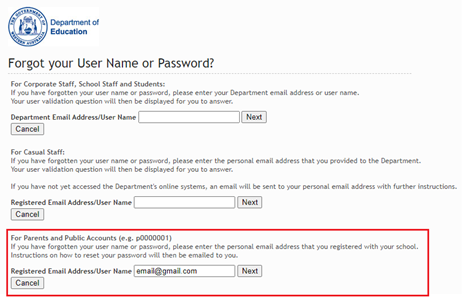 THE GOVERNMENT OF
WESTERN AUSTRALIA
Department of
Education
Forgot your User Name or Password?
For Corporate Staff, School Staff and Students:
If you have forgotten your user name or password, please enter your Department email address or user name.
Your user validation question will then be displayed for you to answer.
Department Email Address/User Name Next
Cancel
For Casual Staff:
If you have forgotten your user name or password, please enter the personal email address that you provided to the Department.
Your user validation question will then be displayed for you to answer.
If you have not yet accessed the Department's online systems, an email will be sent to your personal email address with further instructions.
Registered Email Address/User Name Next
Cancel
For Parents and Public Accounts (e.g. p0000001)
If you have forgotten your user name or password, please enter the personal email address that you registered with your school.
Instructions on how to reset your password will then be emailed to you.
Registered Email Address/User Name email@gmail.com Next
Cancel